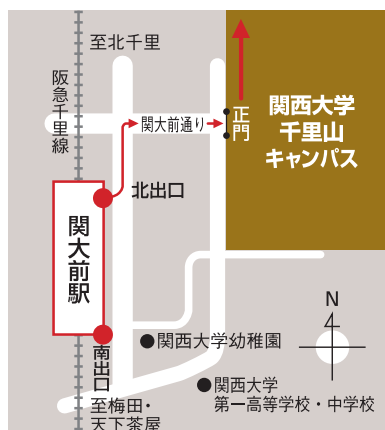 至北千里
阪急千里線
関大前通り
正門
関西大学
千里山
キャンパス
北出口
関大前駅
南出口
関西大学幼稚園
N
関西大学
第一高等学校・中学校
至梅田・
天下茶屋